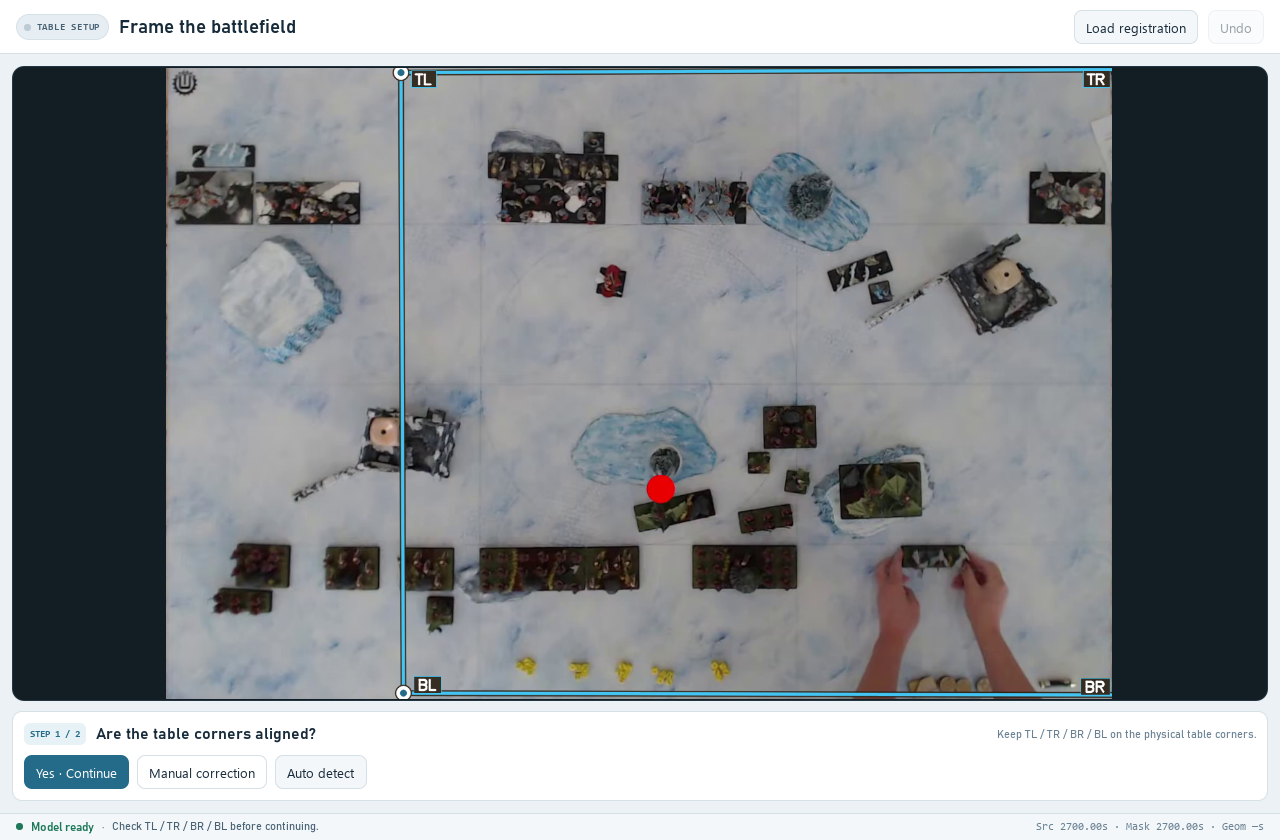 TABLE SETUP
Frame the battlefield
Load registration
Undo
TL
TR
BL
BR
STEP 1 / 2
Are the table corners aligned?
Keep TL / TR / BR / BL on the physical table corners.
Yes · Continue
Manual correction
Auto detect
Model ready · Check TL / TR / BR / BL before continuing.
Src 2700.00s · Mask 2700.00s · Geom —s